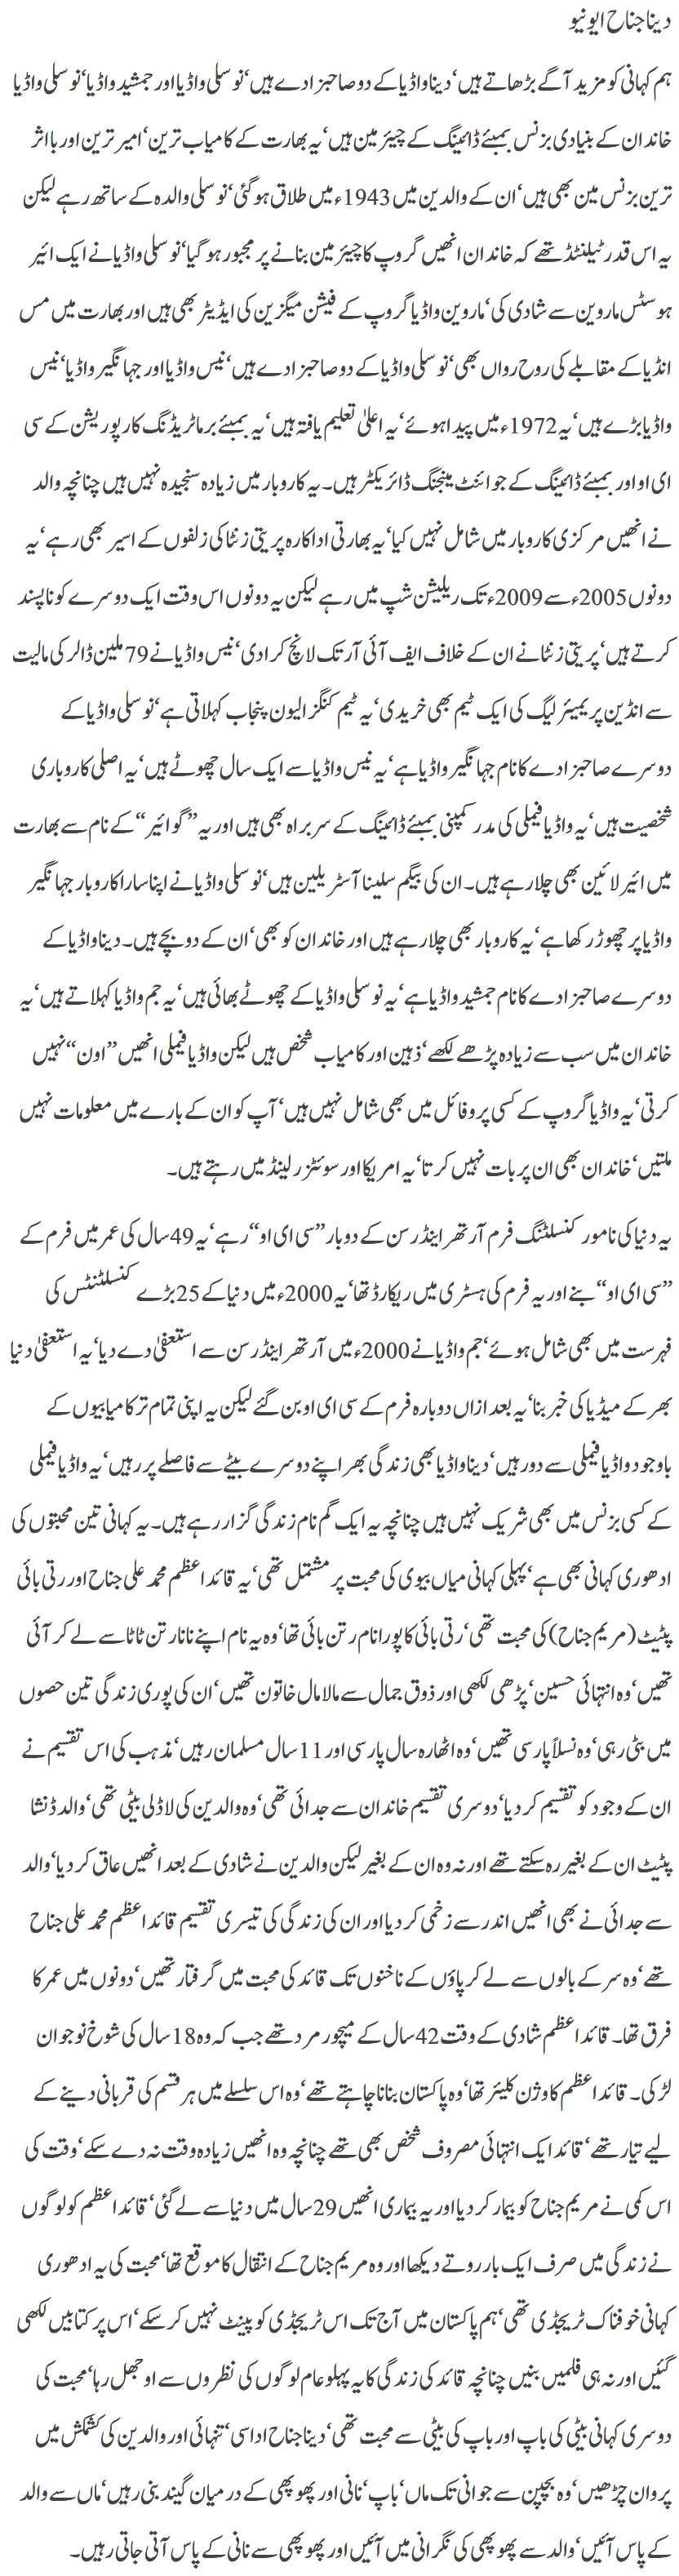 دینا جناح ایونیو
ہم کہانی کو مزید آگے بڑھاتے ہیں‘ دینا واڈیا کے دو صاحبزادے ہیں‘ نوسلی واڈیا اور جمشید واڈیا‘ نوسلی واڈیا
خاندان کے بنیادی بزنس بمبئے ڈائینگ کے چیئرمین ہیں‘ یہ بھارت کے کامیاب ترین‘ امیر ترین اور بااثر
ترین بزنس مین بھی ہیں‘ ان کے والدین میں 1943ء میں طلاق ہو گئی‘ نوسلی والدہ کے ساتھ رہے لیکن
یہ اس قدر ٹیلنٹڈ تھے کہ خاندان انھیں گروپ کا چیئرمین بنانے پر مجبور ہو گیا‘ نوسلی واڈیا نے ایک ائیر
ہوسٹس ماروین سے شادی کی‘ ماروین واڈیا گروپ کے فیشن میگزین کی ایڈیٹر بھی ہیں اور بھارت میں مس
انڈیا کے مقابلے کی روح رواں بھی‘ نوسلی واڈیا کے دو صاحبزادے ہیں‘ نیس واڈیا اور جہانگیر واڈیا‘ نیس
واڈیا بڑے ہیں‘ یہ 1972ء میں پیدا ہوئے‘ یہ اعلیٰ تعلیم یافتہ ہیں‘ یہ بمبئے برما ٹریڈنگ کارپوریشن کے سی
ای او اور بمبئے ڈائینگ کے جوائنٹ مینجنگ ڈائریکٹر ہیں۔ یہ کاروبار میں زیادہ سنجیدہ نہیں ہیں چنانچہ والد
نے انھیں مرکزی کاروبار میں شامل نہیں کیا‘ یہ بھارتی اداکارہ پریتی زنٹا کی زلفوں کے اسیر بھی رہے‘ یہ
دونوں 2005ء سے 2009ء تک ریلیشن شپ میں رہے لیکن یہ دونوں اس وقت ایک دوسرے کو ناپسند
کرتے ہیں‘ پریتی زنٹا نے ان کے خلاف ایف آئی آر تک لانچ کرا دی‘ نیس واڈیا نے 79 ملین ڈالر کی مالیت
سے انڈین پریمیئر لیگ کی ایک ٹیم بھی خریدی‘ یہ ٹیم کنگز الیون پنجاب کہلاتی ہے‘ نوسلی واڈیا کے
دوسرے صاحبزادے کا نام جہانگیر واڈیا ہے‘ یہ نیس واڈیا سے ایک سال چھوٹے ہیں‘ یہ اصلی کاروباری
شخصیت ہیں‘ یہ واڈیا فیملی کی مدر کمپنی بمبئے ڈائینگ کے سربراہ بھی ہیں اور یہ ’’گو ائیر‘‘ کے نام سے بھارت
میں ائیر لائین بھی چلا رہے ہیں۔ ان کی بیگم سلینا آسٹریلین ہیں‘ نوسلی واڈیا نے اپنا سارا کاروبار جہانگیر
واڈیا پر چھوڑ رکھا ہے‘ یہ کاروبار بھی چلا رہے ہیں اور خاندان کو بھی‘ ان کے دو بچے ہیں۔ دینا واڈیا کے
دوسرے صاحبزادے کا نام جمشید واڈیا ہے‘ یہ نوسلی واڈیا کے چھوٹے بھائی ہیں‘ یہ جم واڈیا کہلاتے ہیں‘ یہ
خاندان میں سب سے زیادہ پڑھے لکھے‘ ذہین اور کامیاب شخص ہیں لیکن واڈیا فیملی انھیں ’’اون‘‘ نہیں
کرتی‘ یہ واڈیا گروپ کے کسی پروفائل میں بھی شامل نہیں ہیں‘ آپ کو ان کے بارے میں معلومات نہیں
ملتیں‘ خاندان بھی ان پر بات نہیں کرتا‘ یہ امریکا اور سوئٹزر لینڈ میں رہتے ہیں۔
یہ دنیا کی نامور کنسلٹنگ فرم آرتھر اینڈرسن کے دوبار ’’سی ای او‘‘ رہے‘ یہ 49 سال کی عمر میں فرم کے
’’سی ای او‘‘ بنے اور یہ فرم کی ہسٹری میں ریکارڈ تھا‘ یہ 2000ء میں دنیا کے 25 بڑے کنسلٹنٹس کی
فہرست میں بھی شامل ہوئے‘ جم واڈیا نے 2000ء میں آرتھر اینڈرسن سے استعفیٰ دے دیا‘ یہ استعفیٰ دنیا
بھر کے میڈیا کی خبر بنا‘ یہ بعد ازاں دوبارہ فرم کے سی ای او بن گئے لیکن یہ اپنی تمام تر کامیابیوں کے
باوجود واڈیا فیملی سے دور ہیں‘ دینا واڈیا بھی زندگی بھر اپنے دوسرے بیٹے سے فاصلے پر رہیں‘ یہ واڈیا فیملی
کے کسی بزنس میں بھی شریک نہیں ہیں چنانچہ یہ ایک گم نام زندگی گزار رہے ہیں۔ یہ کہانی تین محبتوں کی
ادھوری کہانی بھی ہے‘ پہلی کہانی میاں بیوی کی محبت پر مشتمل تھی‘ یہ قائداعظم محمد علی جناح اور رتی بائی
پٹیٹ (مریم جناح) کی محبت تھی‘ رتی بائی کا پورا نام رتن بائی تھا‘ وہ یہ نام اپنے نانا رتن ٹاٹا سے لے کر آئی
تھیں‘ وہ انتہائی حسین‘ پڑھی لکھی اور ذوق جمال سے مالا مال خاتون تھیں‘ ان کی پوری زندگی تین حصوں
میں بٹی رہی‘ وہ نسلاً پارسی تھیں‘ وہ اٹھارہ سال پارسی اور 11 سال مسلمان رہیں‘ مذہب کی اس تقسیم نے
ان کے وجود کو تقسیم کر دیا‘ دوسری تقسیم خاندان سے جدائی تھی‘ وہ والدین کی لاڈلی بیٹی تھی‘ والد ڈنشا
پٹیٹ ان کے بغیر رہ سکتے تھے اور نہ وہ ان کے بغیر لیکن والدین نے شادی کے بعد انھیں عاق کر دیا‘ والد
سے جدائی نے بھی انھیں اندر سے زخمی کر دیا اور ان کی زندگی کی تیسری تقسیم قائداعظم محمد علی جناح
تھے‘ وہ سر کے بالوں سے لے کر پاؤں کے ناخنوں تک قائد کی محبت میں گرفتار تھیں‘ دونوں میں عمر کا
فرق تھا۔ قائداعظم شادی کے وقت 42 سال کے میچور مرد تھے جب کہ وہ 18 سال کی شوخ نوجوان
لڑکی۔ قائداعظم کا وژن کلیئر تھا‘ وہ پاکستان بنانا چاہتے تھے‘ وہ اس سلسلے میں ہر قسم کی قربانی دینے کے
لیے تیار تھے‘ قائد ایک انتہائی مصروف شخص بھی تھے چنانچہ وہ انھیں زیادہ وقت نہ دے سکے‘ وقت کی
اس کمی نے مریم جناح کو بیمار کر دیا اور یہ بیماری انھیں 29 سال میں دنیا سے لے گئی‘ قائداعظم کو لوگوں
نے زندگی میں صرف ایک بار روتے دیکھا اور وہ مریم جناح کے انتقال کا موقع تھا‘ محبت کی یہ ادھوری
کہانی خوفناک ٹریجڈی تھی‘ ہم پاکستان میں آج تک اس ٹریجڈی کو پینٹ نہیں کر سکے‘ اس پر کتابیں لکھی
گئیں اور نہ ہی فلمیں بنیں چنانچہ قائد کی زندگی کا یہ پہلو عام لوگوں کی نظروں سے اوجھل رہا‘ محبت کی
دوسری کہانی بیٹی کی باپ اور باپ کی بیٹی سے محبت تھی‘ دینا جناح اداسی‘ تنہائی اور والدین کی کشمکش میں
پروان چڑھیں‘ وہ بچپن سے جوانی تک ماں‘ باپ‘ نانی اور پھوپھی کے درمیان گیند بنی رہیں‘ ماں سے والد
کے پاس آئیں‘ والد سے پھوپھی کی نگرانی میں آئیں اور پھوپھی سے نانی کے پاس آتی جاتی رہیں۔